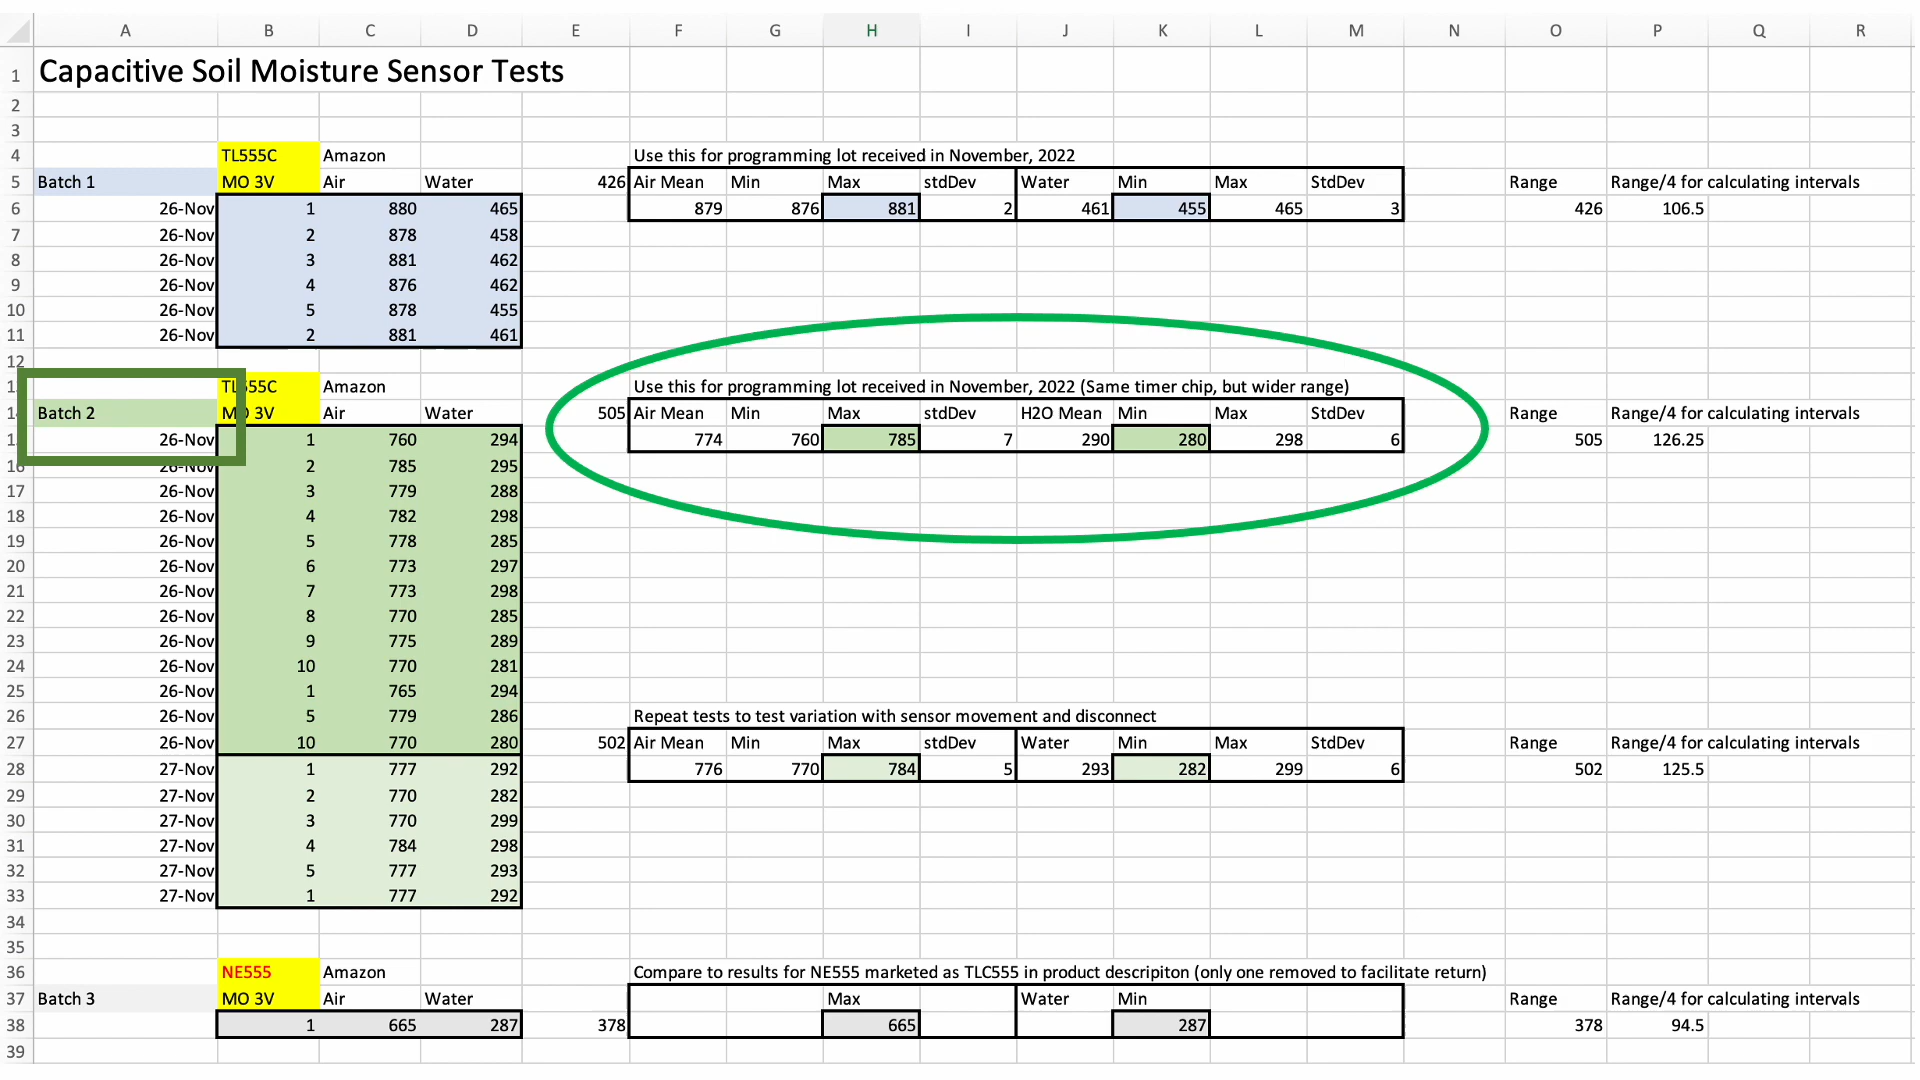 A B C D E F G H I J K L M N O P Q R
1 Capacitive Soil Moisture Sensor Tests
2
3
4 TL555C Amazon Use this for programming lot received in November, 2022
5 Batch 1 MO 3V Air Water 426 Air Mean Min Max stdDev Water Min Max StdDev Range Range/4 for calculating intervals
6 26-Nov 1 880 465 879 876 881 2 461 455 465 3 426 106.5
7 26-Nov 2 878 458
8 26-Nov 3 881 462
9 26-Nov 4 876 462
10 26-Nov 5 878 455
11 26-Nov 2 881 461
12
TL555C Amazon Use this for programming lot received in November, 2022 (Same timer chip, but wider range)
Batch 2 MO 3V Air Water 505 Air Mean Min Max stdDev H2O Mean Min Max StdDev Range Range/4 for calculating intervals
26-Nov 1 760 294 774 760 785 7 290 280 298 6 505 126.25
16 26-Nov 2 785 295
17 26-Nov 3 779 288
18 26-Nov 4 782 298
19 26-Nov 5 778 285
20 26-Nov 6 773 297
21 26-Nov 7 773 298
22 26-Nov 8 770 285
23 26-Nov 9 775 289
24 26-Nov 10 770 281
25 26-Nov 1 765 294
26 26-Nov 5 779 286 Repeat tests to test variation with sensor movement and disconnect
27 26-Nov 10 770 280 502 Air Mean Min Max stdDev Water Min Max StdDev Range Range/4 for calculating intervals
28 27-Nov 1 777 292 776 770 784 5 293 282 299 6 502 125.5
29 27-Nov 2 770 282
30 27-Nov 3 770 299
31 27-Nov 4 784 298
32 27-Nov 5 777 293
33 27-Nov 1 777 292
34
35
36 NE555 Amazon Compare to results for NE555 marketed as TLC555 in product descripiton (only one removed to facilitate return)
37 Batch 3 MO 3V Air Water Max Water Min Range Range/4 for calculating intervals
38 1 665 287 378 665 287 378 94.5
39